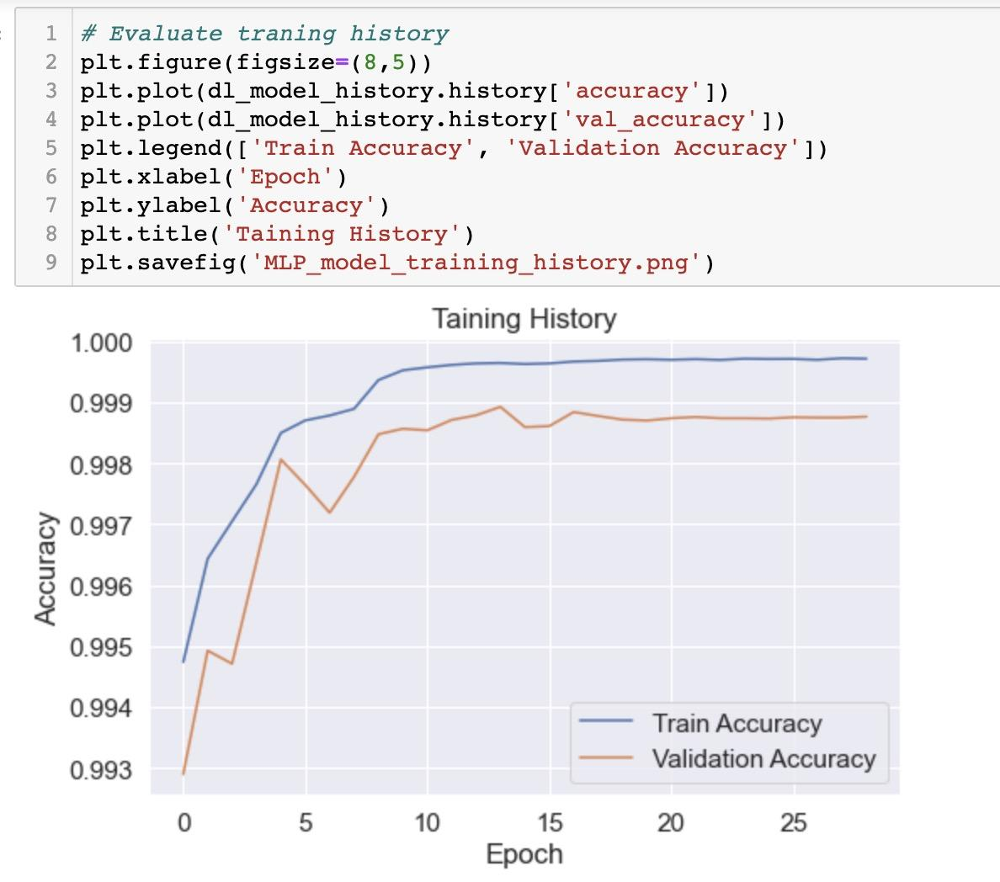 1 # Evaluate traning history
2 plt.figure(figsize=(8,5))
3 plt.plot(dl_model_history.history['accuracy'])
4 plt.plot(dl_model_history.history['val_accuracy'])
5 plt.legend(['Train Accuracy', 'Validation Accuracy'])
6 plt.xlabel('Epoch')
7 plt.ylabel('Accuracy')
8 plt.title('Taining History')
9 plt.savefig('MLP_model_training_history.png')
Taining History
1.000
0.999
0.998
0.997
0.996
0.995
0.994
0.993
Accuracy
Train Accuracy
Validation Accuracy
0 5 10 15 20 25
Epoch